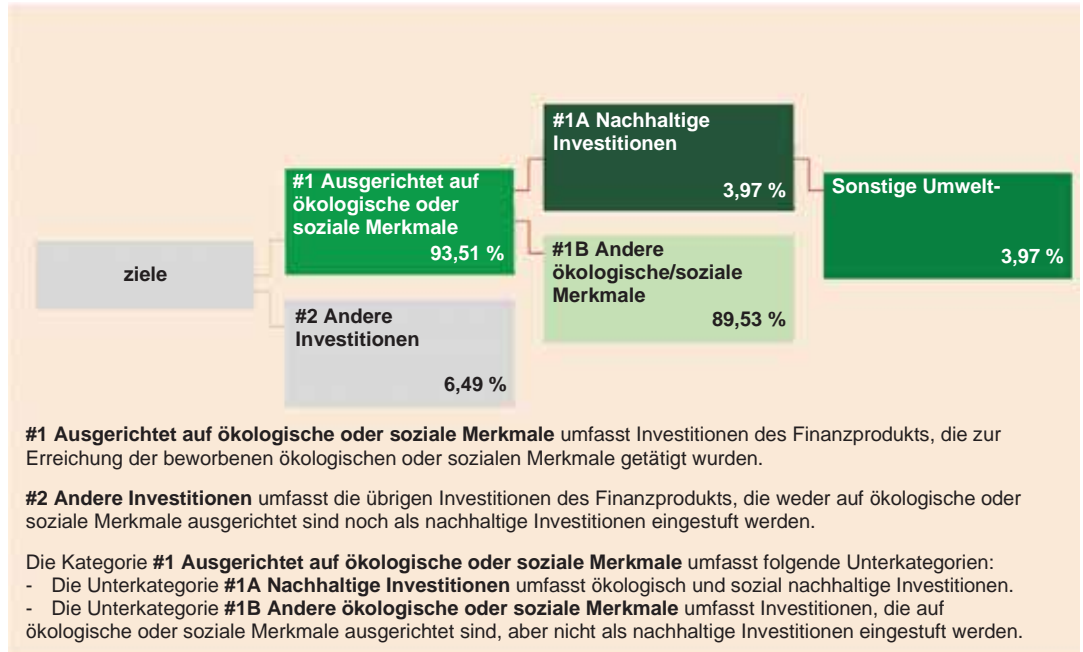 #1A Nachhaltige
Investitionen
3,97 %
#1 Ausgerichtet auf
ökologische oder
soziale Merkmale
93,51 %
Sonstige Umwelt-
3,97 %
ziele
#1B Andere
ökologische/soziale
Merkmale
89,53 %
#2 Andere
Investitionen
6,49 %
#1 Ausgerichtet auf ökologische oder soziale Merkmale umfasst Investitionen des Finanzprodukts, die zur
Erreichung der beworbenen ökologischen oder sozialen Merkmale getätigt wurden.
#2 Andere Investitionen umfasst die übrigen Investitionen des Finanzprodukts, die weder auf ökologische oder
soziale Merkmale ausgerichtet sind noch als nachhaltige Investitionen eingestuft werden.
Die Kategorie #1 Ausgerichtet auf ökologische oder soziale Merkmale umfasst folgende Unterkategorien:
- Die Unterkategorie #1A Nachhaltige Investitionen umfasst ökologisch und sozial nachhaltige Investitionen.
- Die Unterkategorie #1B Andere ökologische oder soziale Merkmale umfasst Investitionen, die auf
ökologische oder soziale Merkmale ausgerichtet sind, aber nicht als nachhaltige Investitionen eingestuft werden.